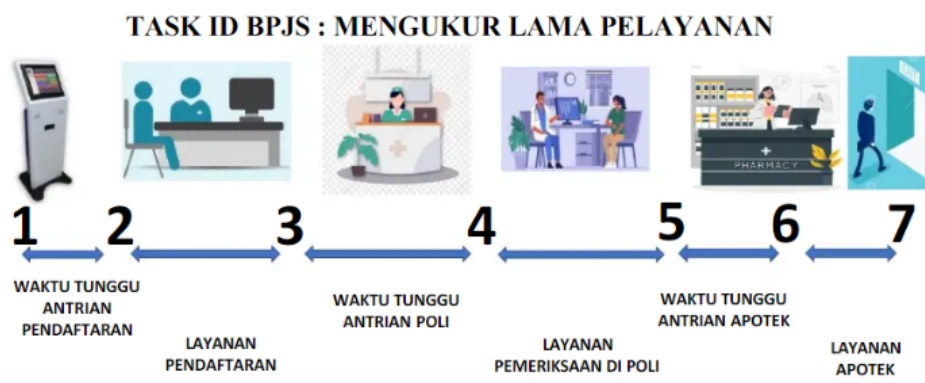 TASK ID BPJS : MENGUKUR LAMA PELAYANAN
EXIT
PHARMACY
1 2 3 4 5 6 7
WAKTU TUNGGU
ANTRIAN
PENDAFTARAN
LAYANAN
PENDAFTARAN
WAKTU TUNGGU
ANTRIAN POLI
LAYANAN
PEMERIKSAAN DI POLI
WAKTU TUNGGU
ANTRIAN APOTEK
LAYANAN
APOTEK